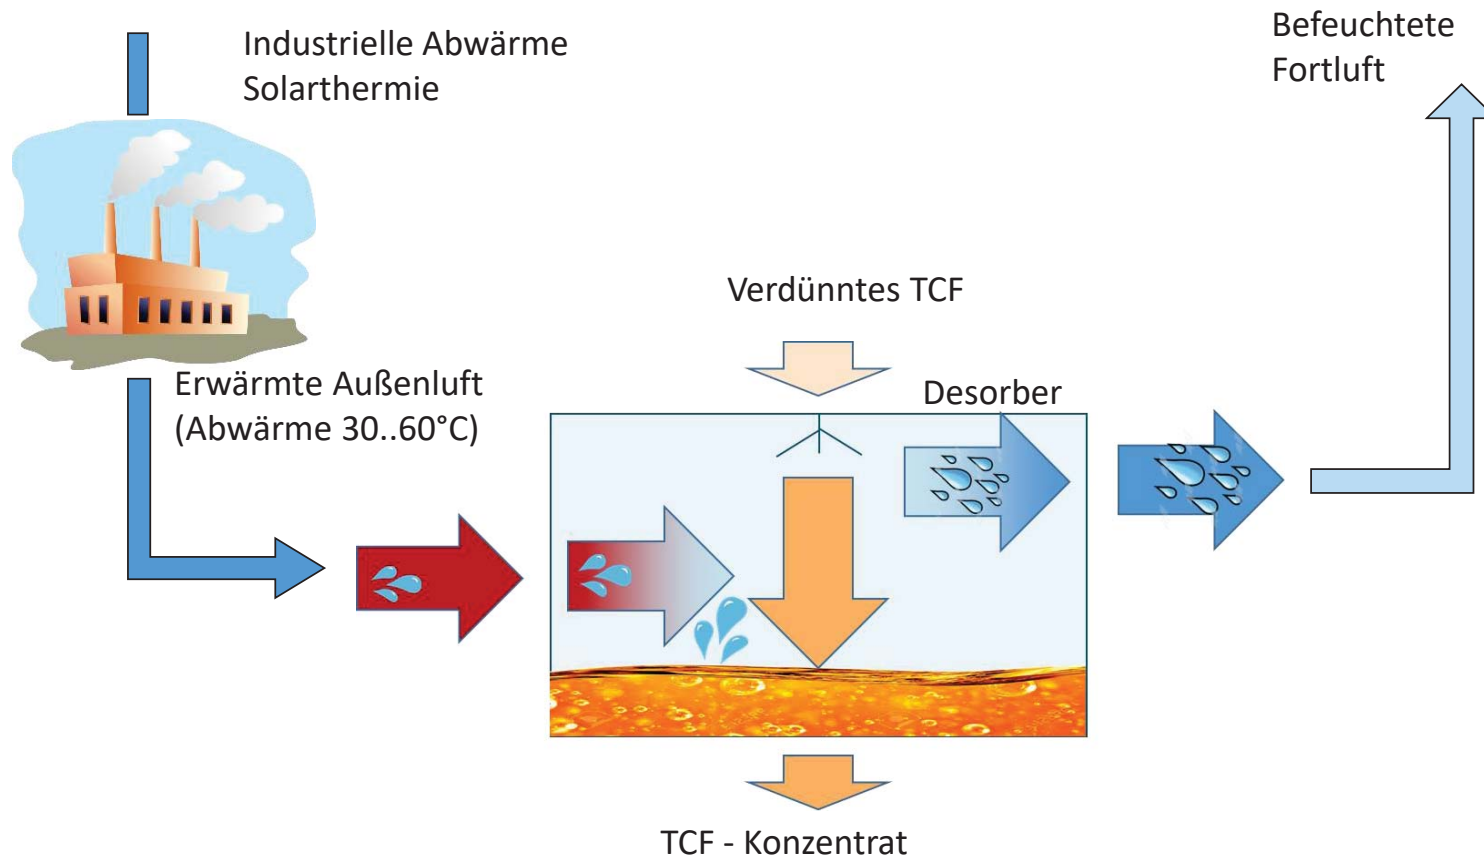 Industrielle Abwärme
Solarthermie
Befeuchtete
Fortluft
Verdünntes TCF
Erwärmte Außenluft
(Abwärme 30..60°C)
Desorber
TCF - Konzentrat